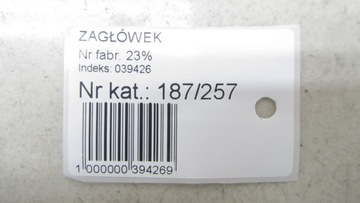 ZAGŁÓWEK
Nr fabr. 23%
Indeks: 039426
Nr kat.: 187/257
1 000000 394269